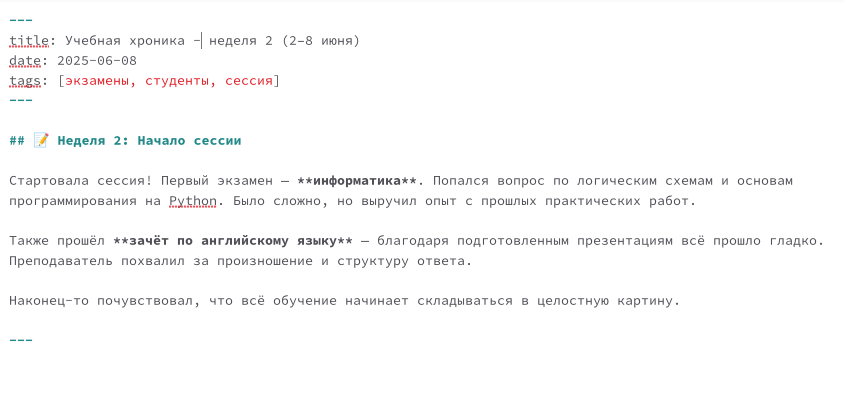 ---
title: Учебная хроника - неделя 2 (2–8 июня)
date: 2025-06-08
tags: [экзамены, студенты, сессия]
---
## 📝 Неделя 2: Начало сессии
Стартовала сессия! Первый экзамен — **информатика**. Попался вопрос по логическим схемам и основам
программирования на Python. Было сложно, но выручил опыт с прошлых практических работ.
Также прошёл **зачёт по английскому языку** — благодаря подготовленным презентациям всё прошло гладко.
Преподаватель похвалил за произношение и структуру ответа.
Наконец-то почувствовал, что всё обучение начинает складываться в целостную картину.
---